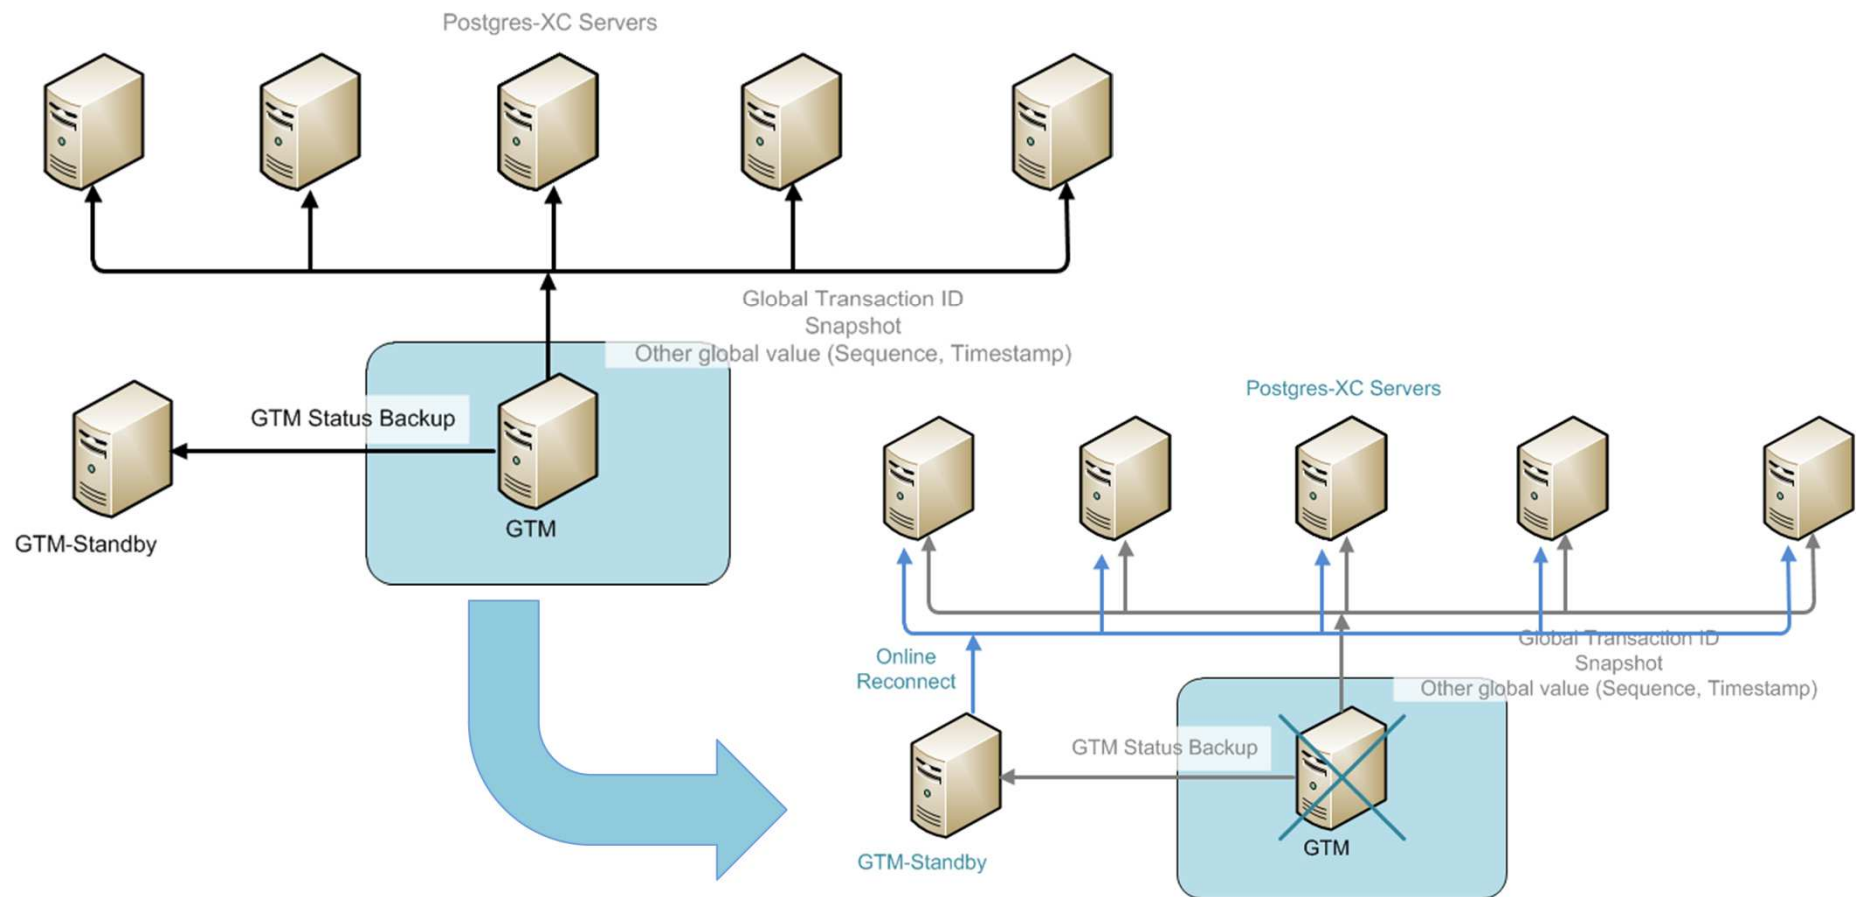 Postgres-XC Servers
Global Transaction ID
Snapshot
Other global value (Sequence, Timestamp)
GTM Status Backup
GTM
GTM-Standby
Postgres-XC Servers
Online
Reconnect
Global Transaction ID
Snapshot
Other global value (Sequence, Timestamp)
GTM Status Backup
GTM
GTM-Standby